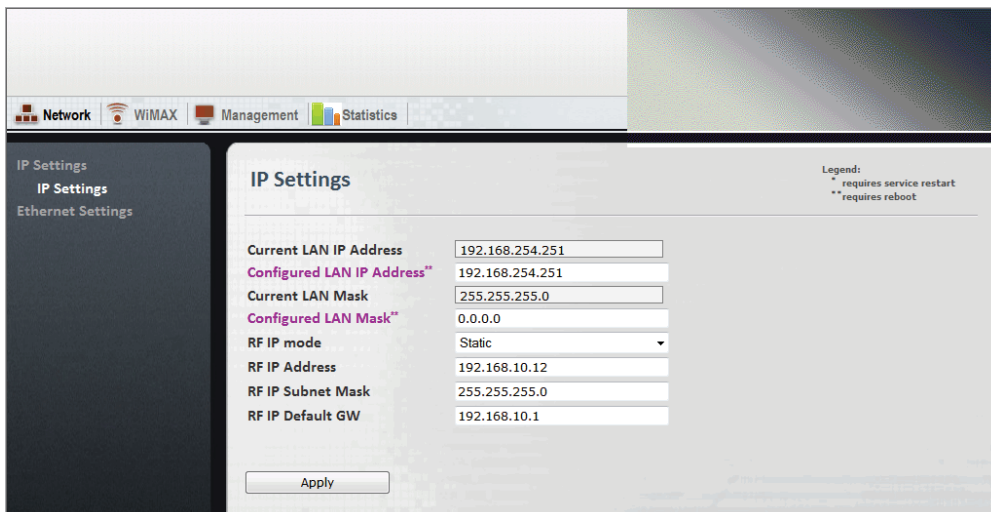 Network WiMAX Management Statistics
IP Settings
IP Settings
Ethernet Settings
IP Settings
Legend:
* requires service restart
** requires reboot
Current LAN IP Address 192.168.254.251
Configured LAN IP Address** 192.168.254.251
Current LAN Mask 255.255.255.0
Configured LAN Mask** 0.0.0.0
RF IP mode Static
RF IP Address 192.168.10.12
RF IP Subnet Mask 255.255.255.0
RF IP Default GW 192.168.10.1
Apply